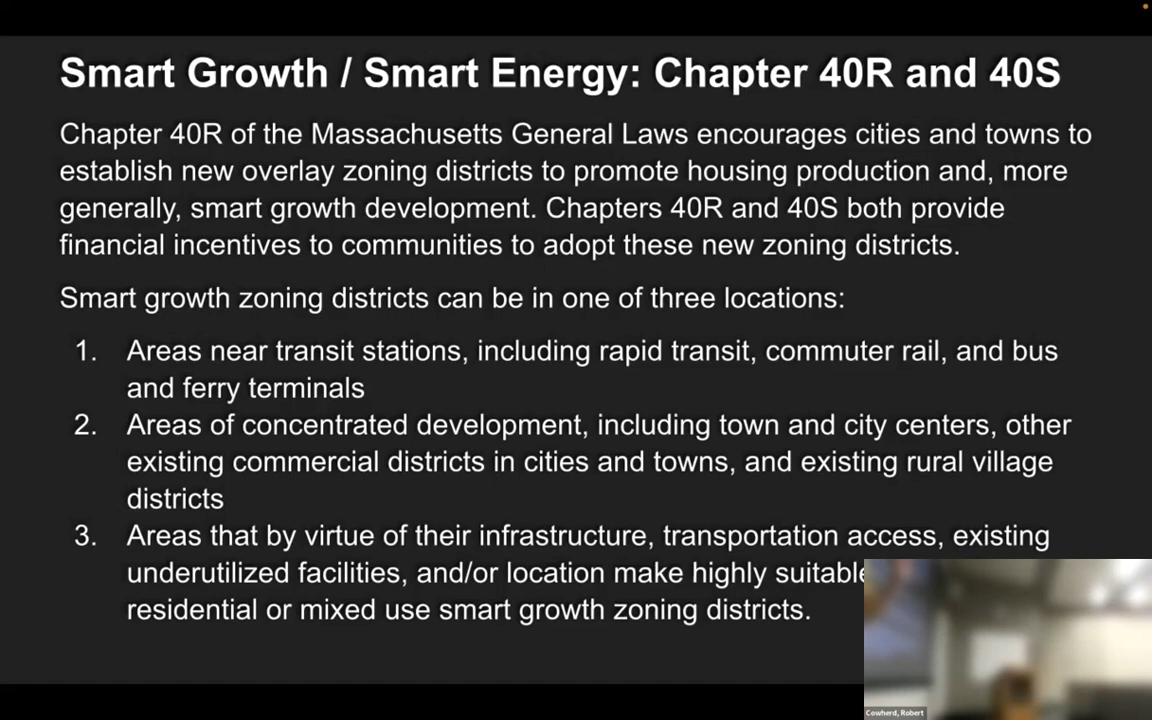 Smart Growth / Smart Energy: Chapter 40R and 40S
Chapter 40R of the Massachusetts General Laws encourages cities and towns to
establish new overlay zoning districts to promote housing production and, more
generally, smart growth development. Chapters 40R and 40S both provide
financial incentives to communities to adopt these new zoning districts.
Smart growth zoning districts can be in one of three locations:
1. Areas near transit stations, including rapid transit, commuter rail, and bus
and ferry terminals
2. Areas of concentrated development, including town and city centers, other
existing commercial districts in cities and towns, and existing rural village
districts
3. Areas that by virtue of their infrastructure, transportation access, existing
underutilized facilities, and/or location make highly suitable
residential or mixed use smart growth zoning districts.
Cowherd, Robert